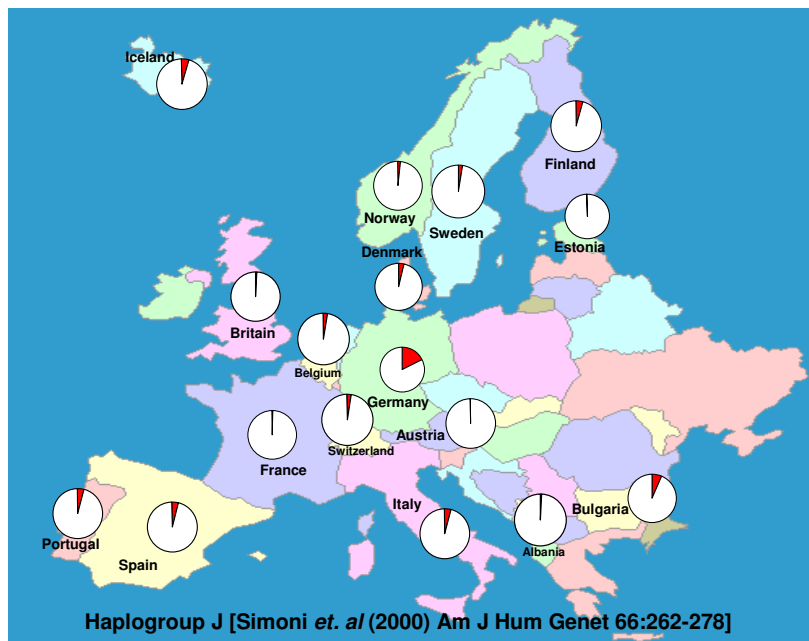 Iceland
Finland
Norway
Sweden
Estonia
Denmark
Britain
Belgium
Germany
Austria
Switzerland
France
Italy
Bulgaria
Portugal
Spain
Albania
Haplogroup J [Simoni et. al (2000) Am J Hum Genet 66:262-278]